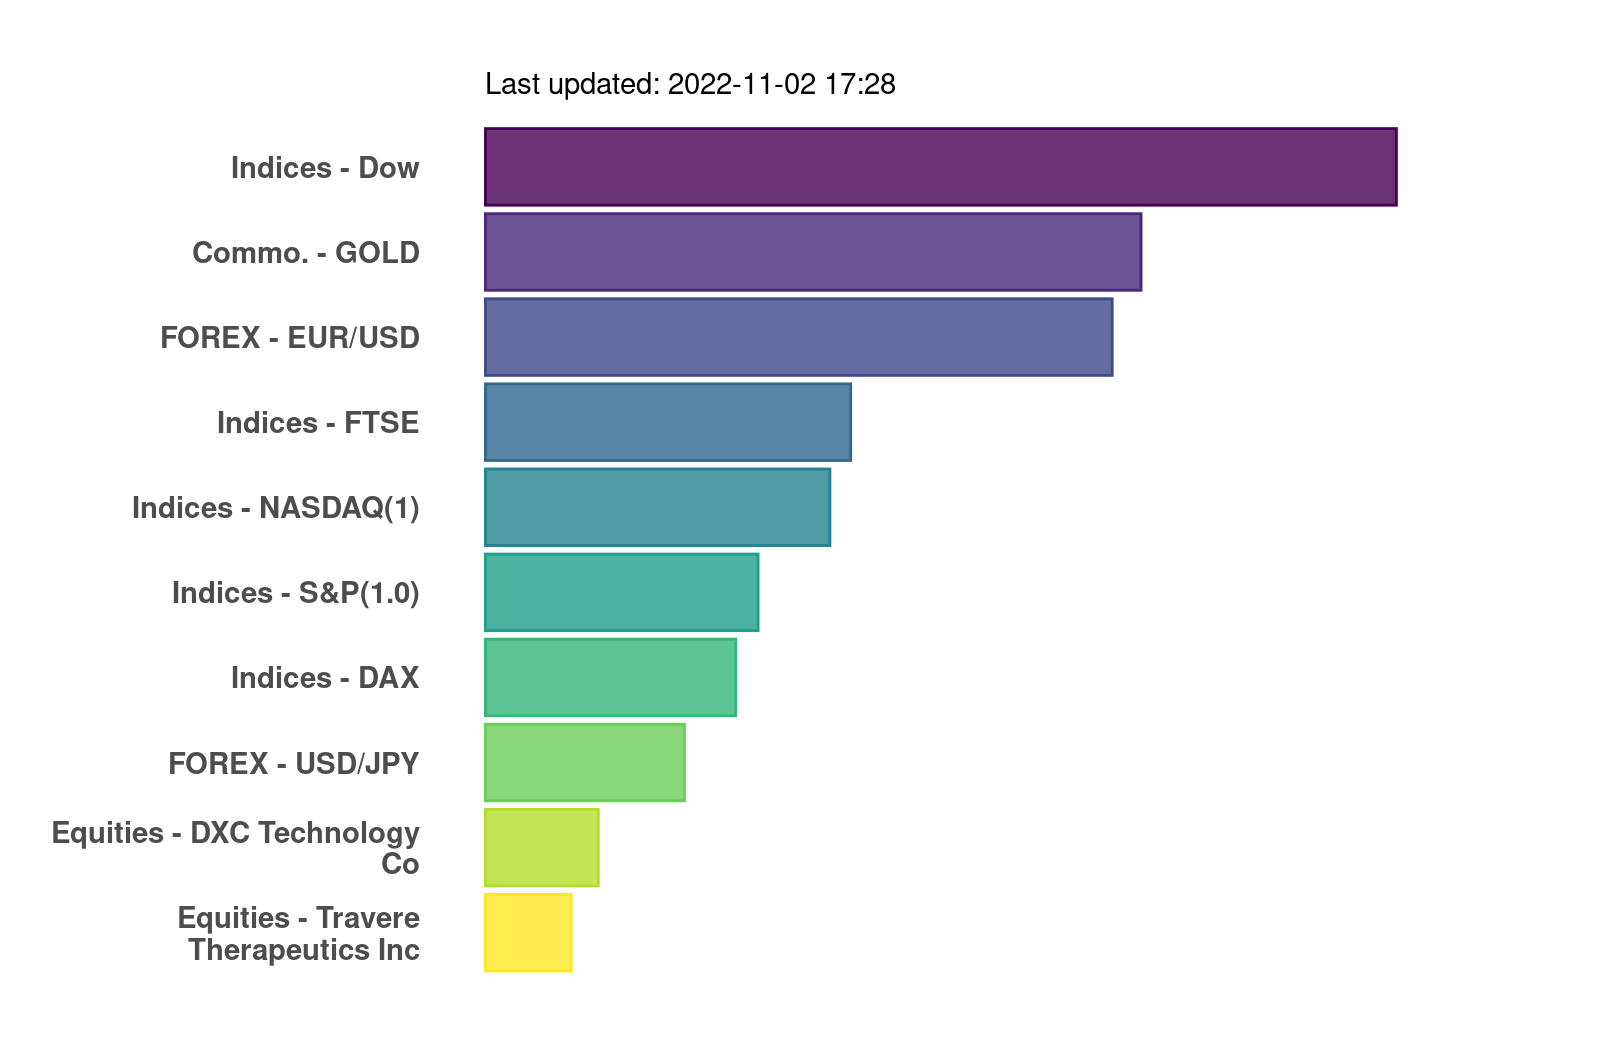 Last updated: 2022-11-02 17:28
Indices - Dow
Commo. - GOLD
FOREX - EUR/USD
Indices - FTSE
Indices - NASDAQ(1)
Indices - S&P(1.0)
Indices - DAX
FOREX - USD/JPY
Equities - DXC Technology
Co
Equities - Travere
Therapeutics Inc